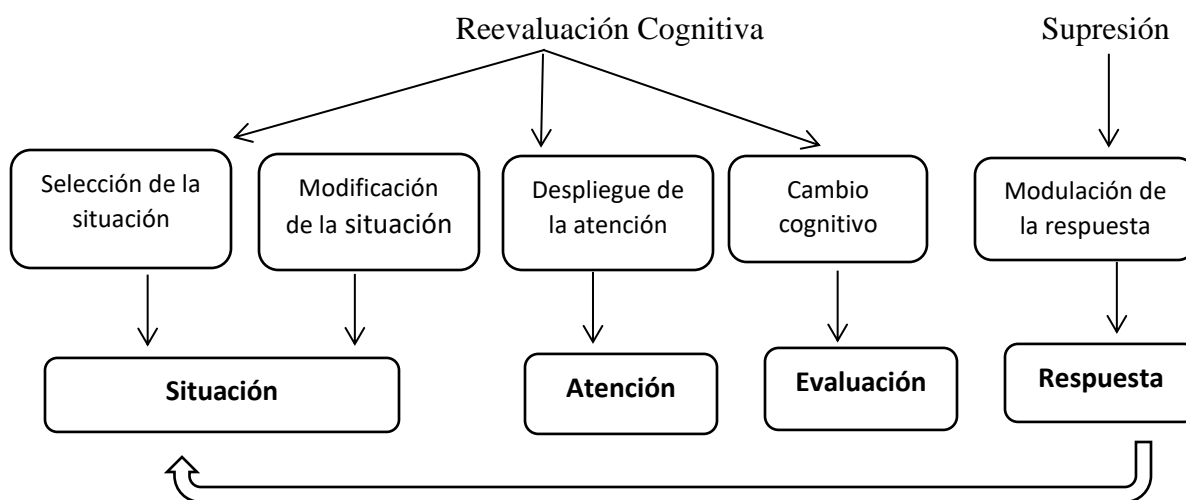 Reevaluación Cognitiva
Supresión
Selección de la
situación
Modificación
de la situación
Despliegue de
la atención
Cambio
cognitivo
Modulación de
la respuesta
Situación
Atención
Evaluación
Respuesta